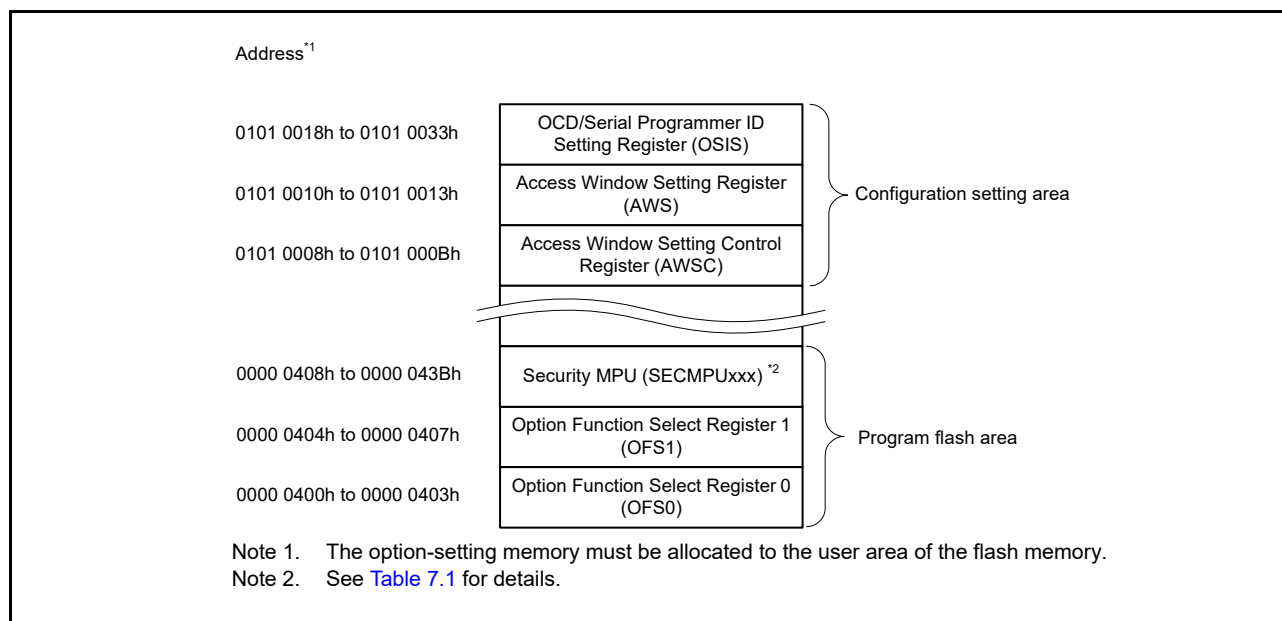 Address*1
0101 0018h to 0101 0033h
OCD/Serial Programmer ID
Setting Register (OSIS)
0101 0010h to 0101 0013h
Access Window Setting Register
(AWS)
Configuration setting area
0101 0008h to 0101 000Bh
Access Window Setting Control
Register (AWSC)
0000 0408h to 0000 043Bh
Security MPU (SECMPUxxx) *2
0000 0404h to 0000 0407h
Option Function Select Register 1
(OFS1)
Program flash area
0000 0400h to 0000 0403h
Option Function Select Register 0
(OFS0)
Note 1. The option-setting memory must be allocated to the user area of the flash memory.
Note 2. See Table 7.1 for details.